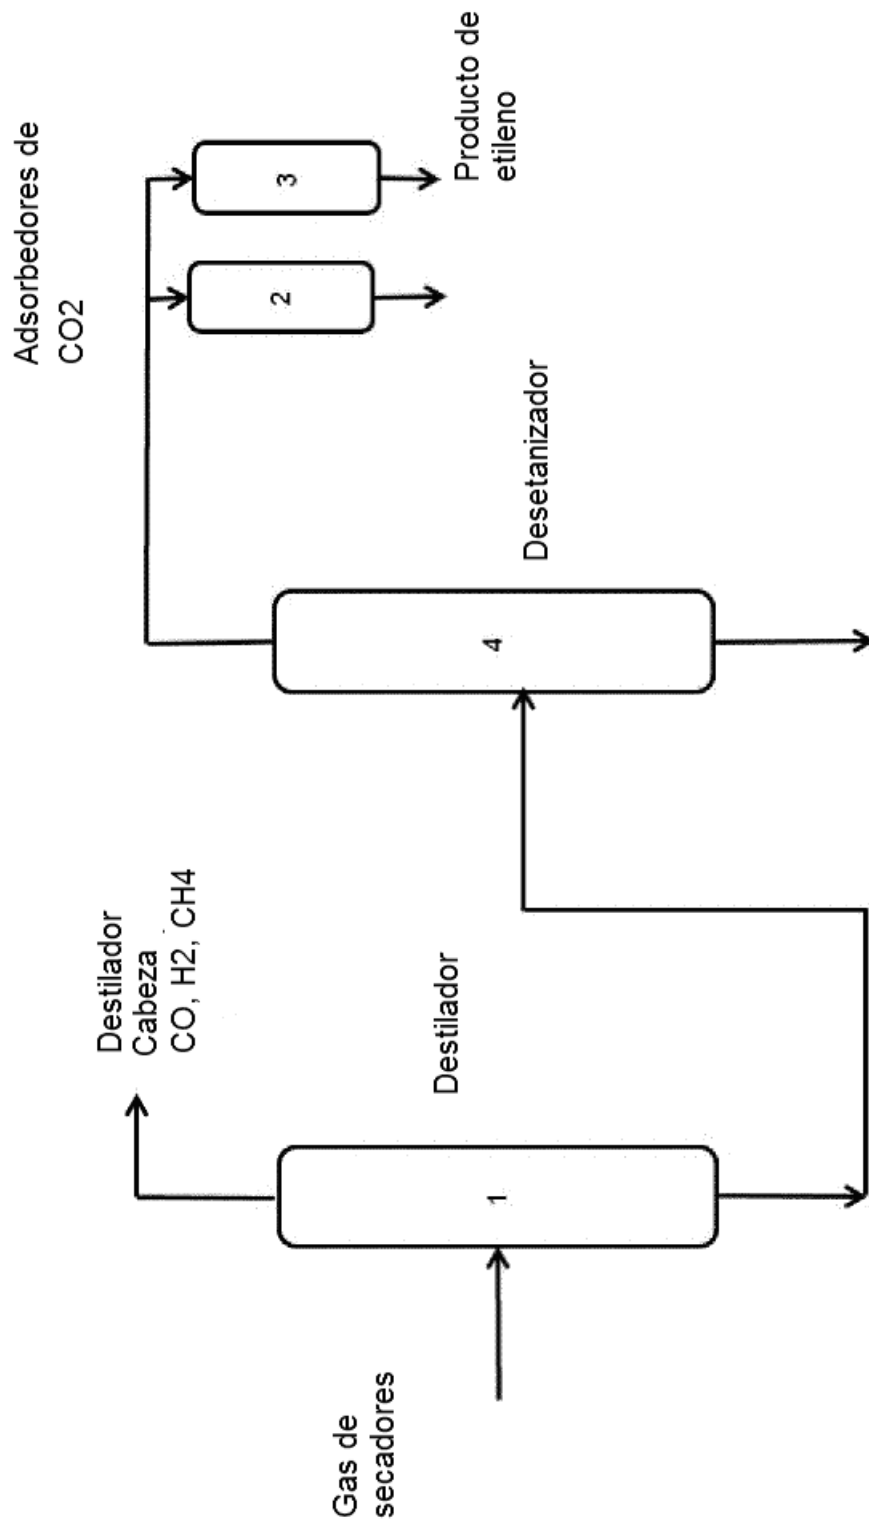 Gas de
secadores
1
Destilador
Destilador
Cabeza
CO, H2, CH4
4
Desetanizador
Adsorbedores de
CO2
2
3
Producto de
etileno